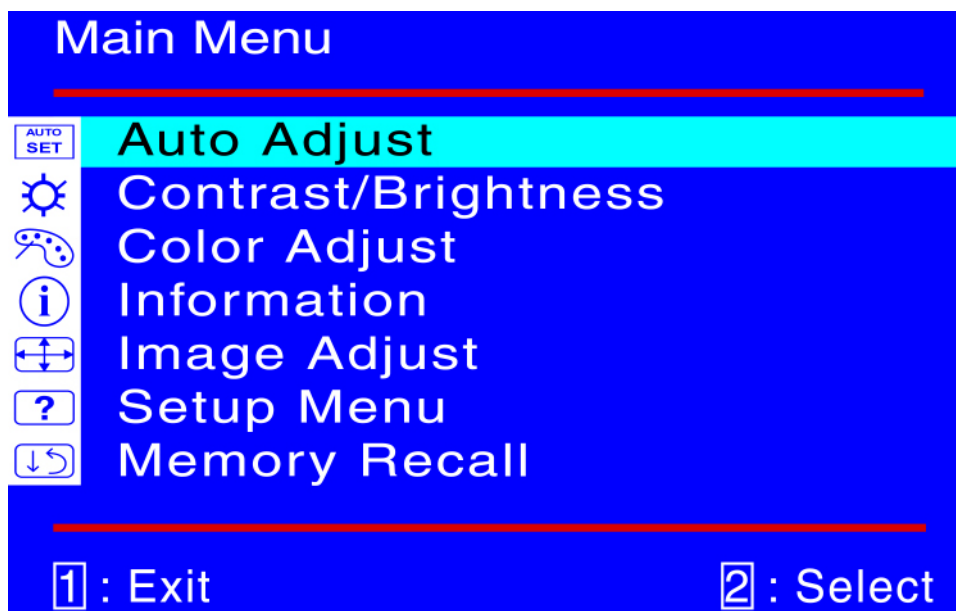 Main Menu
AUTO SET Auto Adjust
Contrast/Brightness
Color Adjust
i Information
Image Adjust
? Setup Menu
Memory Recall
1 : Exit 2 : Select